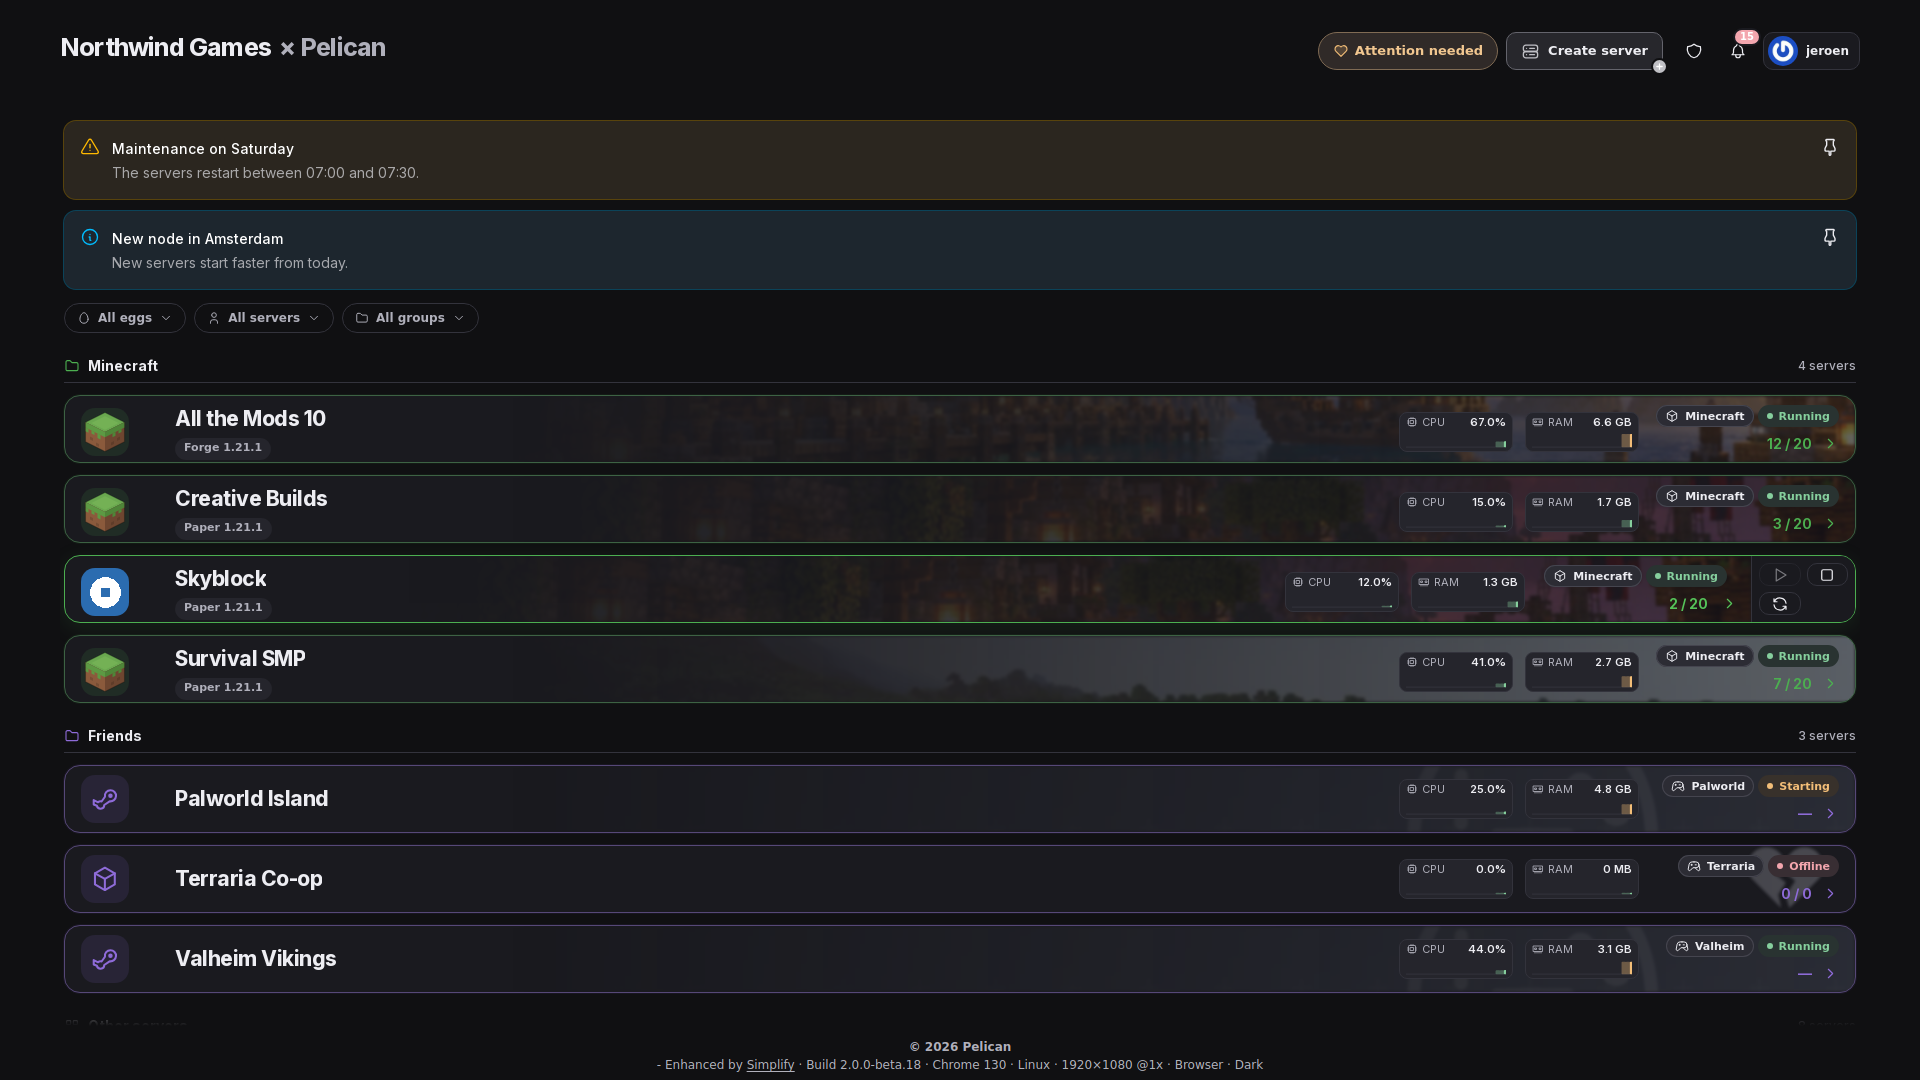 Northwind Games × Pelican
Attention needed
Create server
15
jeroen
Maintenance on Saturday
The servers restart between 07:00 and 07:30.
New node in Amsterdam
New servers start faster from today.
All eggs
All servers
All groups
Minecraft
4 servers
All the Mods 10
Forge 1.21.1
CPU 67.0%
RAM 6.6 GB
Minecraft
Running
12 / 20
Creative Builds
Paper 1.21.1
CPU 15.0%
RAM 1.7 GB
Minecraft
Running
3 / 20
Skyblock
Paper 1.21.1
CPU 12.0%
RAM 1.3 GB
Minecraft
Running
2 / 20
Survival SMP
Paper 1.21.1
CPU 41.0%
RAM 2.7 GB
Minecraft
Running
7 / 20
Friends
3 servers
Palworld Island
CPU 25.0%
RAM 4.8 GB
Palworld
Starting
—
Terraria Co-op
CPU 0.0%
RAM 0 MB
Terraria
Offline
0 / 0
Valheim Vikings
CPU 44.0%
RAM 3.1 GB
Valheim
Running
—
Other servers
© 2026 Pelican
- Enhanced by Simplify · Build 2.0.0-beta.18 · Chrome 130 · Linux · 1920×1080 @1x · Browser · Dark